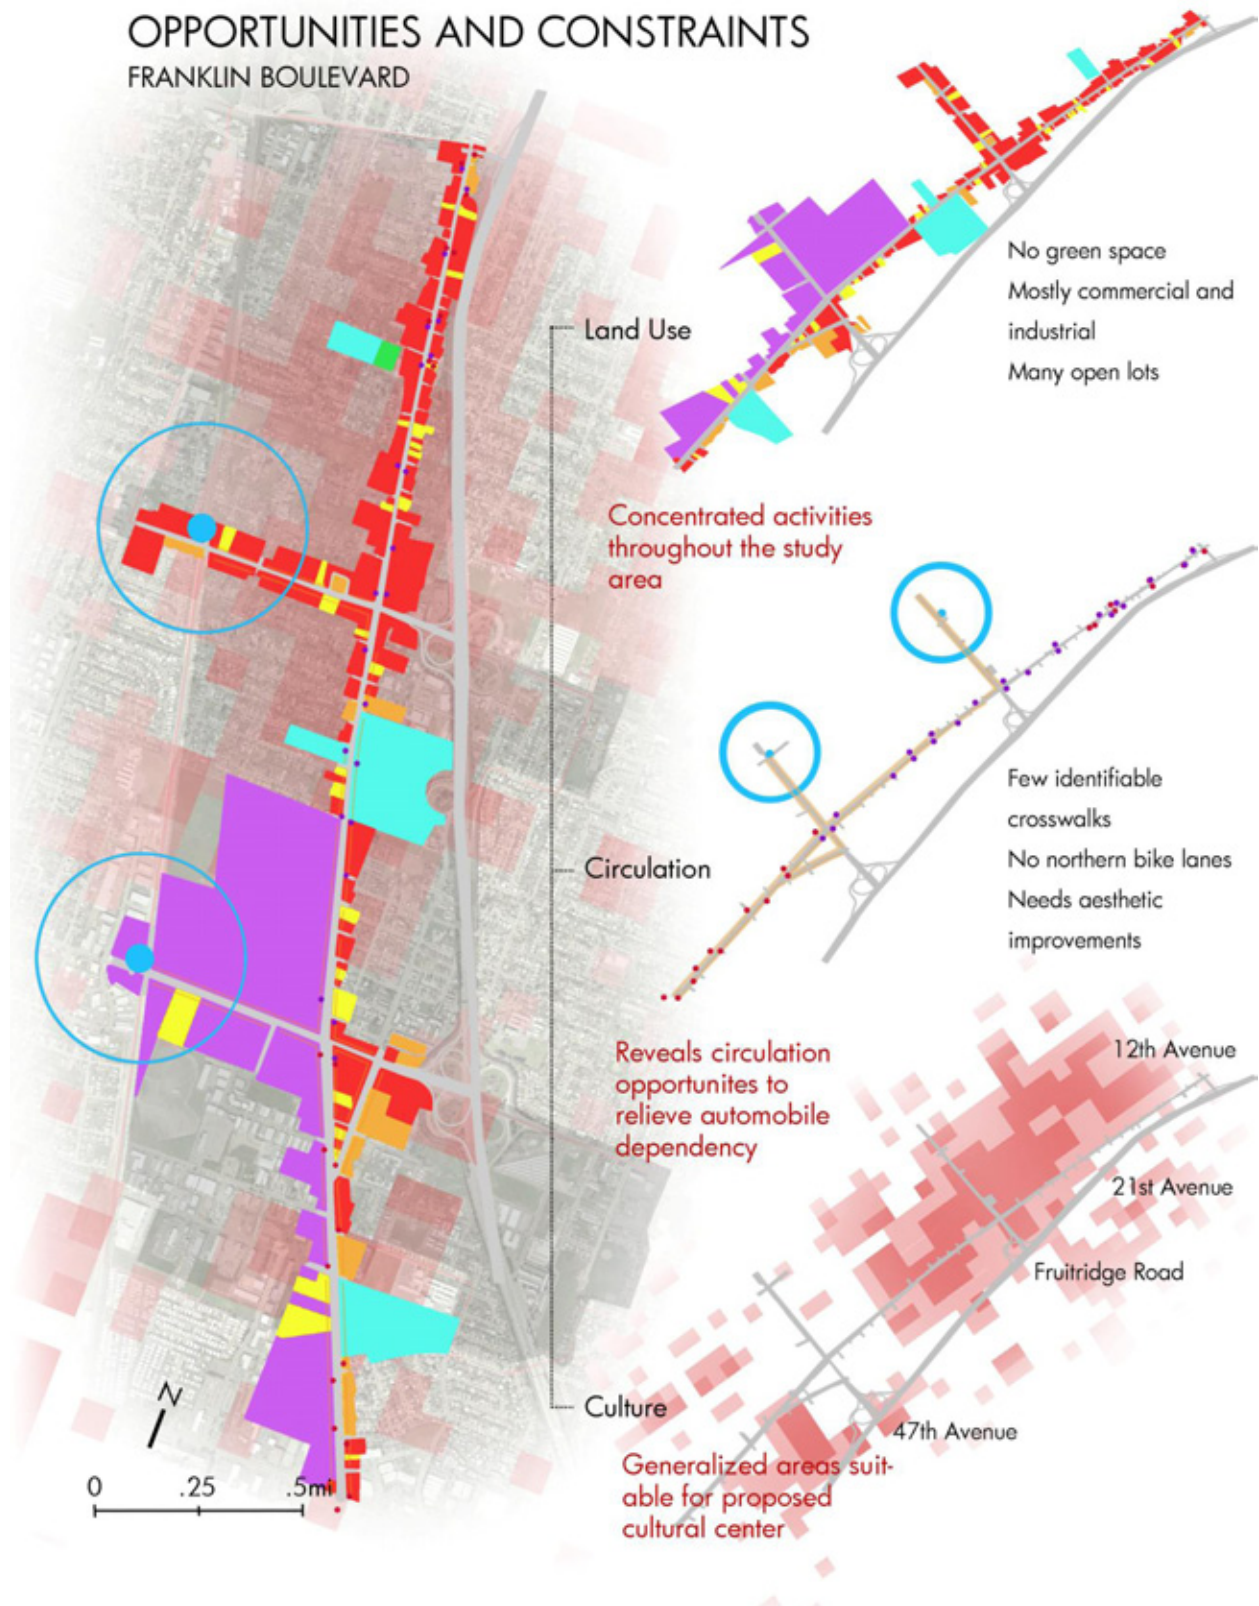 OPPORTUNITIES AND CONSTRAINTS
FRANKLIN BOULEVARD
Land Use
No green space
Mostly commercial and
industrial
Many open lots
Concentrated activities
throughout the study
area
Circulation
Few identifiable
crosswalks
No northern bike lanes
Needs aesthetic
improvements
Reveals circulation
opportunites to
relieve automobile
dependency
12th Avenue
21st Avenue
Fruitridge Road
47th Avenue
Culture
Generalized areas suit-
able for proposed
cultural center
N
0 .25 .5mi